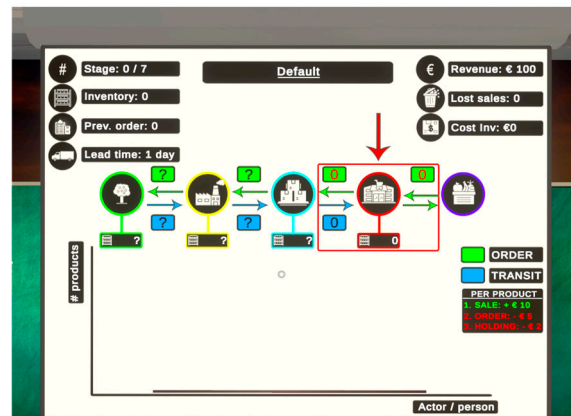 Stage: 0 / 7
Default
Revenue: € 100
Inventory: 0
Lost sales: 0
Prev. order: 0
Cost Inv: €0
Lead time: 1 day
# € $
? ? 0 0
? ? 0
? ? ? 0
# products
ORDER
TRANSIT
PER PRODUCT
1. SALE: + € 10
2. ORDER: - € 5
3. HOLDING: - € 2
Actor / person